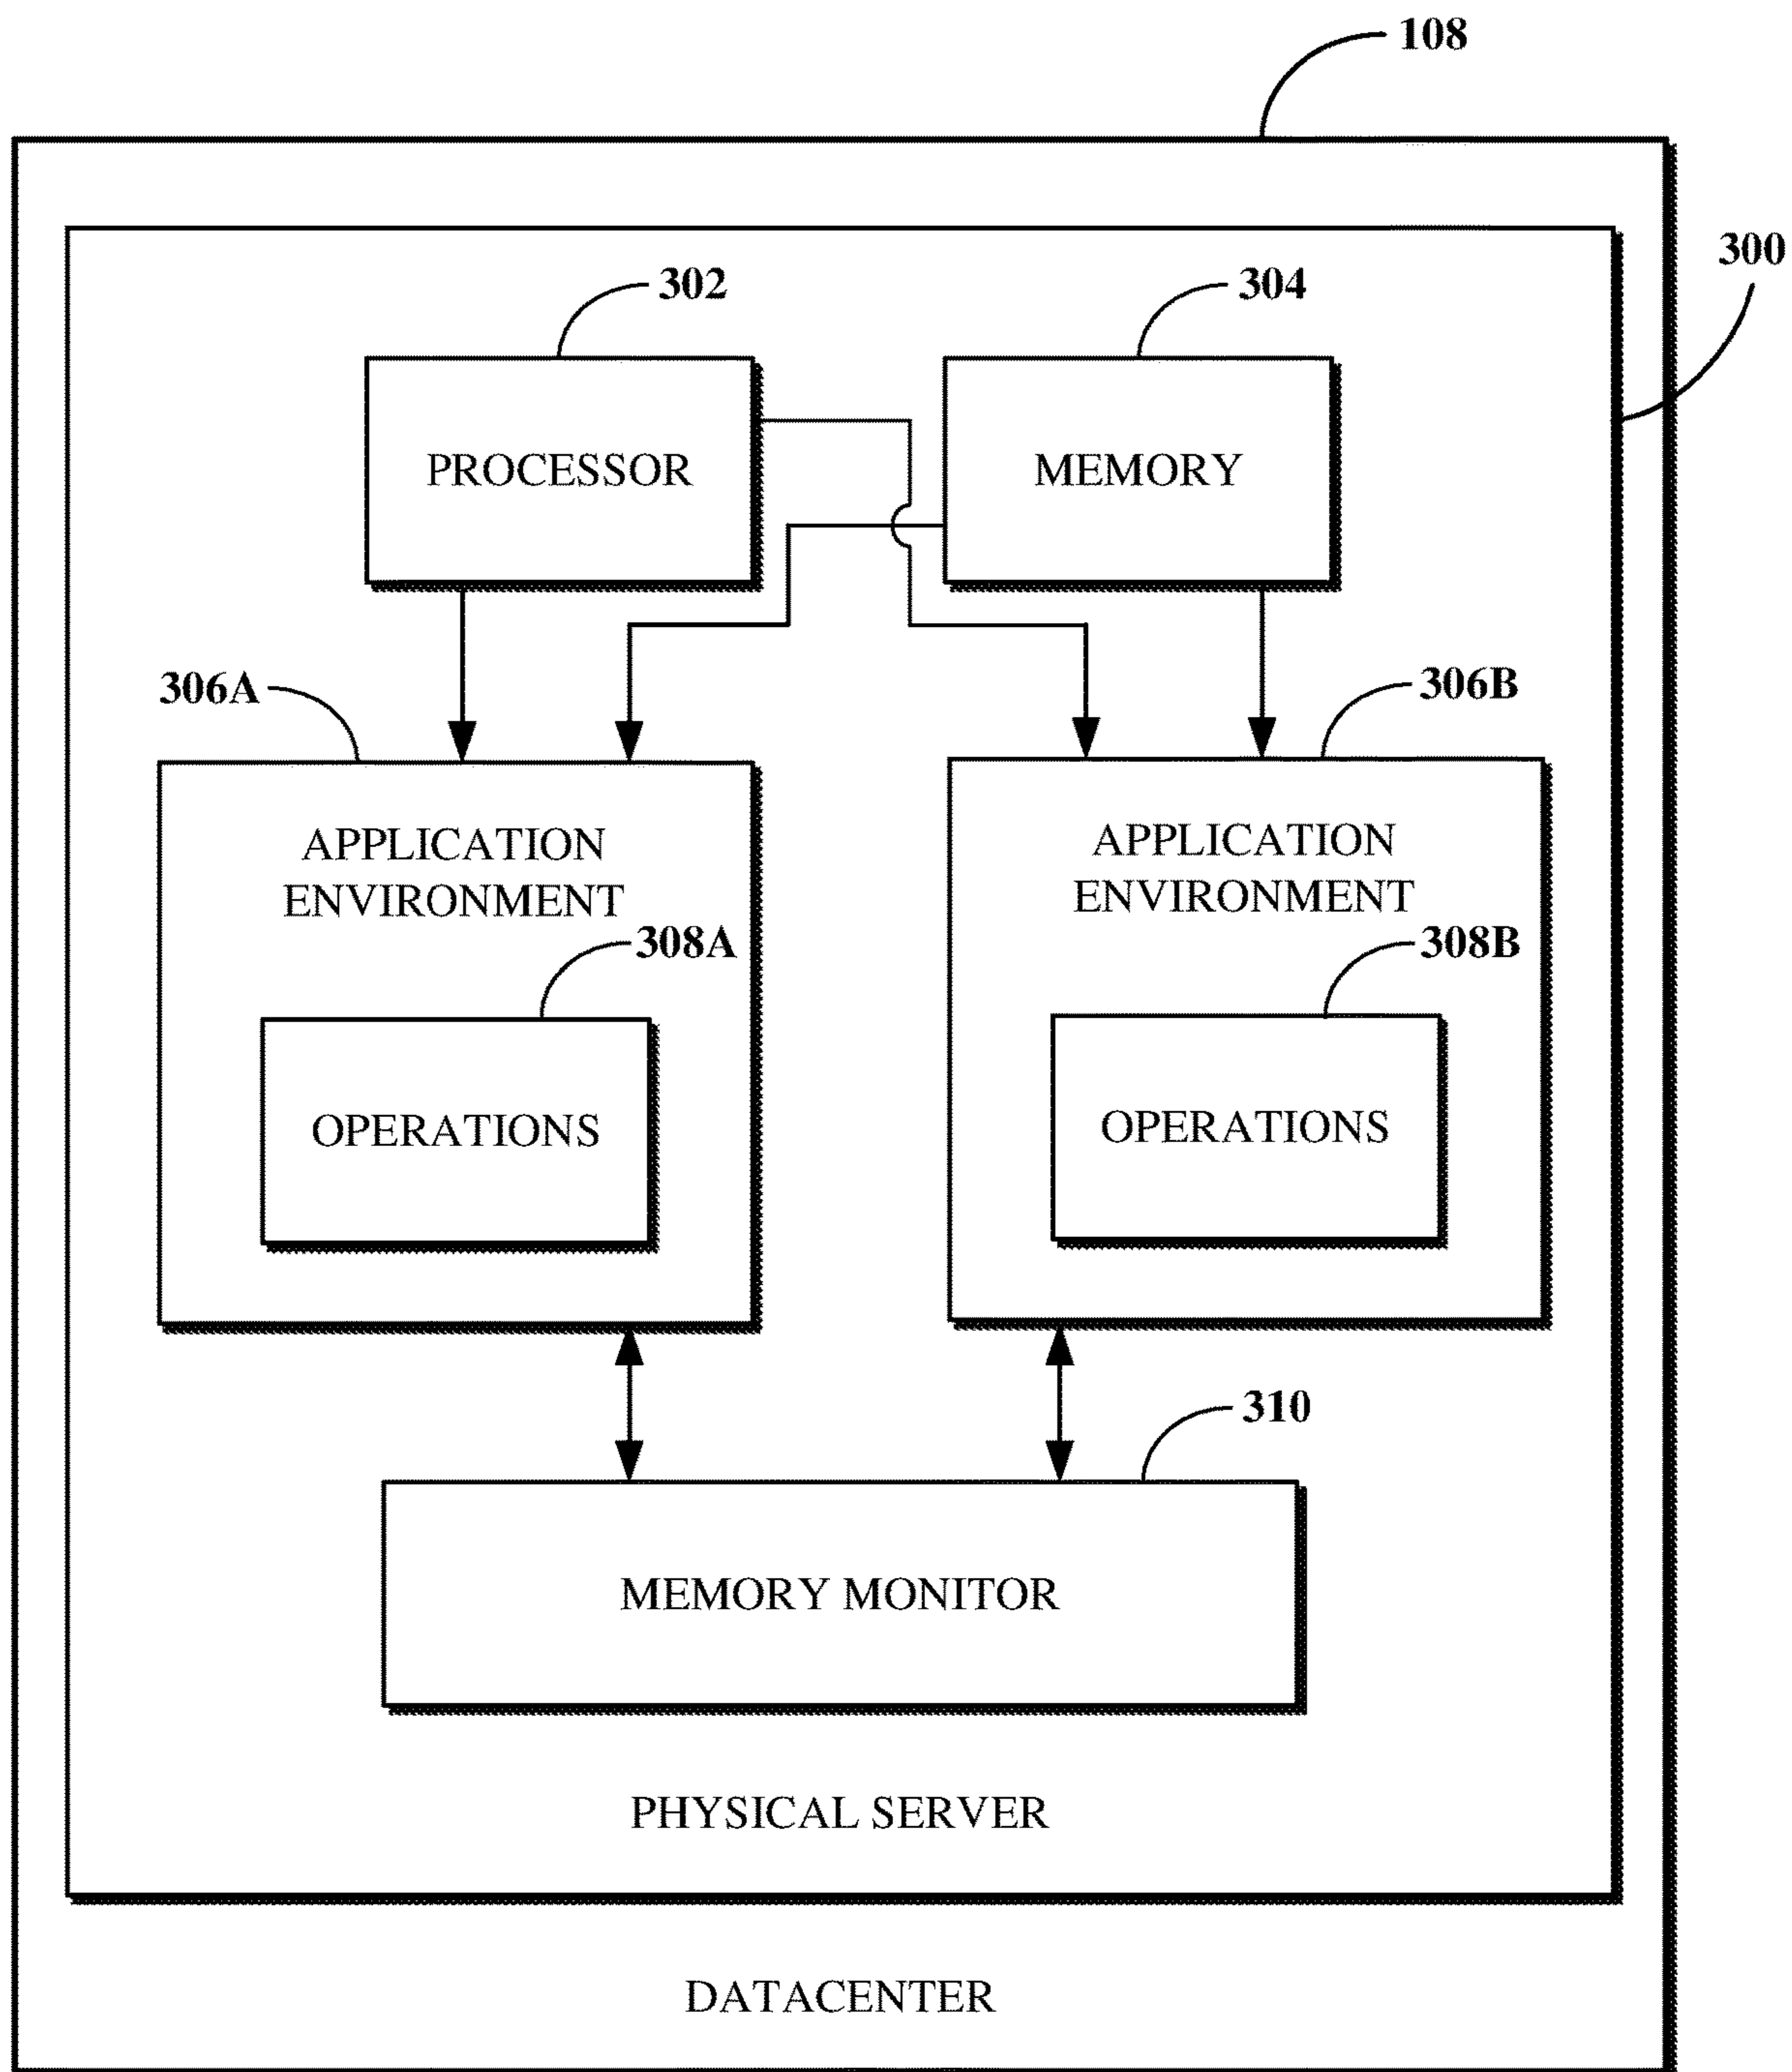 108
300
302
304
PROCESSOR
MEMORY
306A
306B
APPLICATION
ENVIRONMENT
APPLICATION
ENVIRONMENT
308A
308B
OPERATIONS
OPERATIONS
310
MEMORY MONITOR
PHYSICAL SERVER
DATACENTER